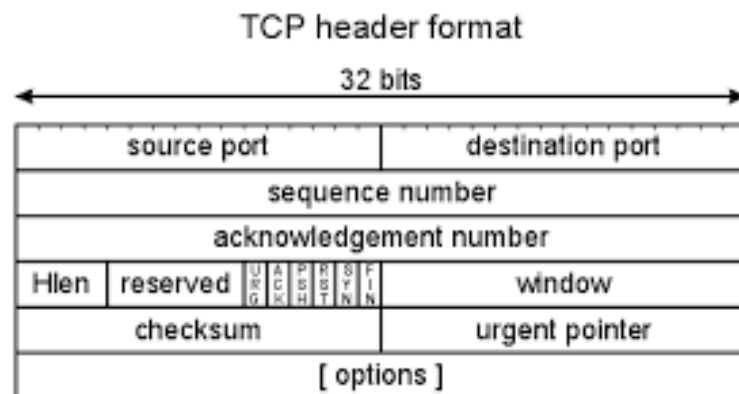 TCP header format
32 bits
source port destination port
sequence number
acknowledgement number
Hlen reserved URG ACK PSH RST SYN FIN window
checksum urgent pointer
[ options ]